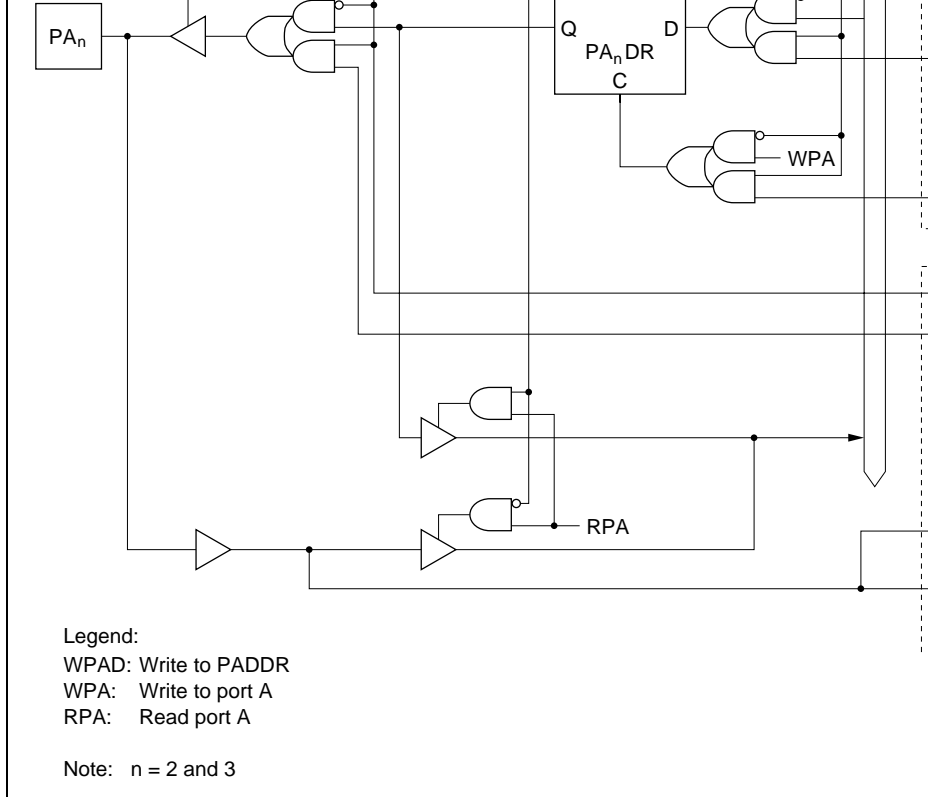 PAn
Q
D
PAnDR
C
WPA
RPA
Legend:
WPAD: Write to PADDR
WPA: Write to port A
RPA: Read port A
Note: n = 2 and 3